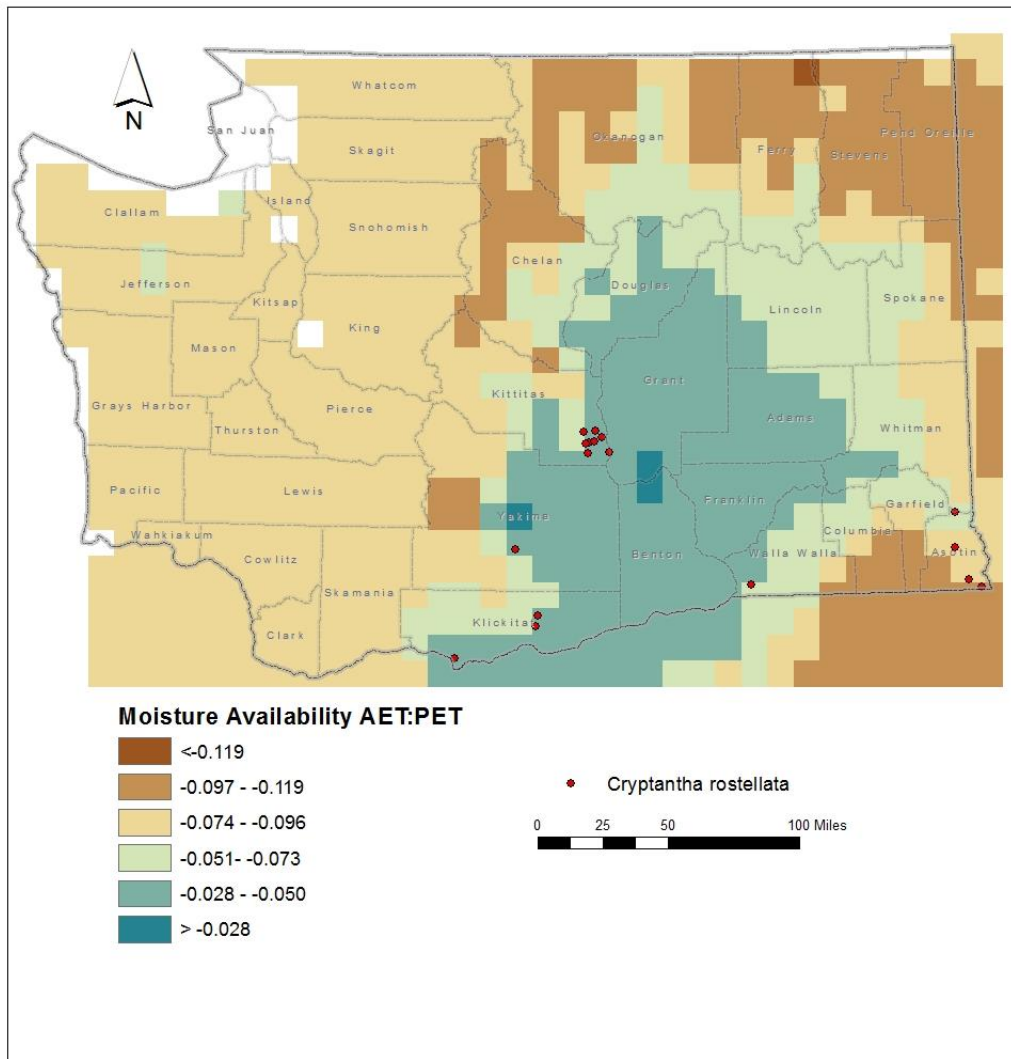 N
Whatcom
San Juan
Okanogan
Pend Oreille
Skagit
Ferry
Stevens
Island
Clallam
Snohomish
Chelan
Jefferson
Douglas
Kitsap
Lincoln
Spokane
King
Mason
Grant
Kittitas
Grays Harbor
Pierce
Adams
Thurston
Whitman
Pacific
Lewis
Franklin
Garfield
Yakima
Wahkiakum
Columbia
Cowlitz
Benton
Walla Walla
Asotin
Skamania
Klickitat
Clark
Moisture Availability AET:PET
<-0.119
-0.097 - -0.119
-0.074 - -0.096
-0.051- -0.073
-0.028 - -0.050
> -0.028
Cryptantha rostellata
0 25 50 100 Miles